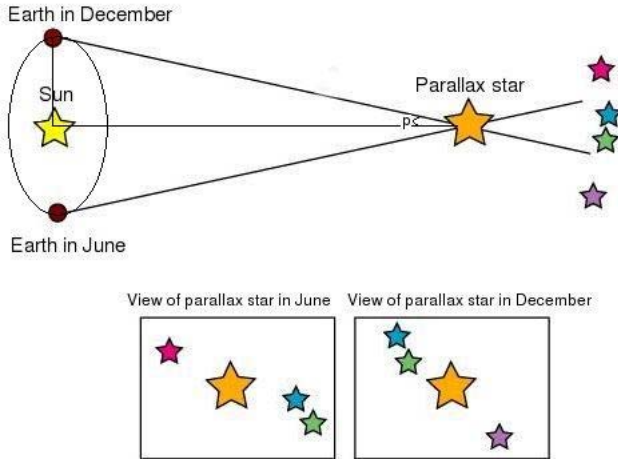 Earth in December
Sun
Parallax star
p
Earth in June
View of parallax star in June
View of parallax star in December